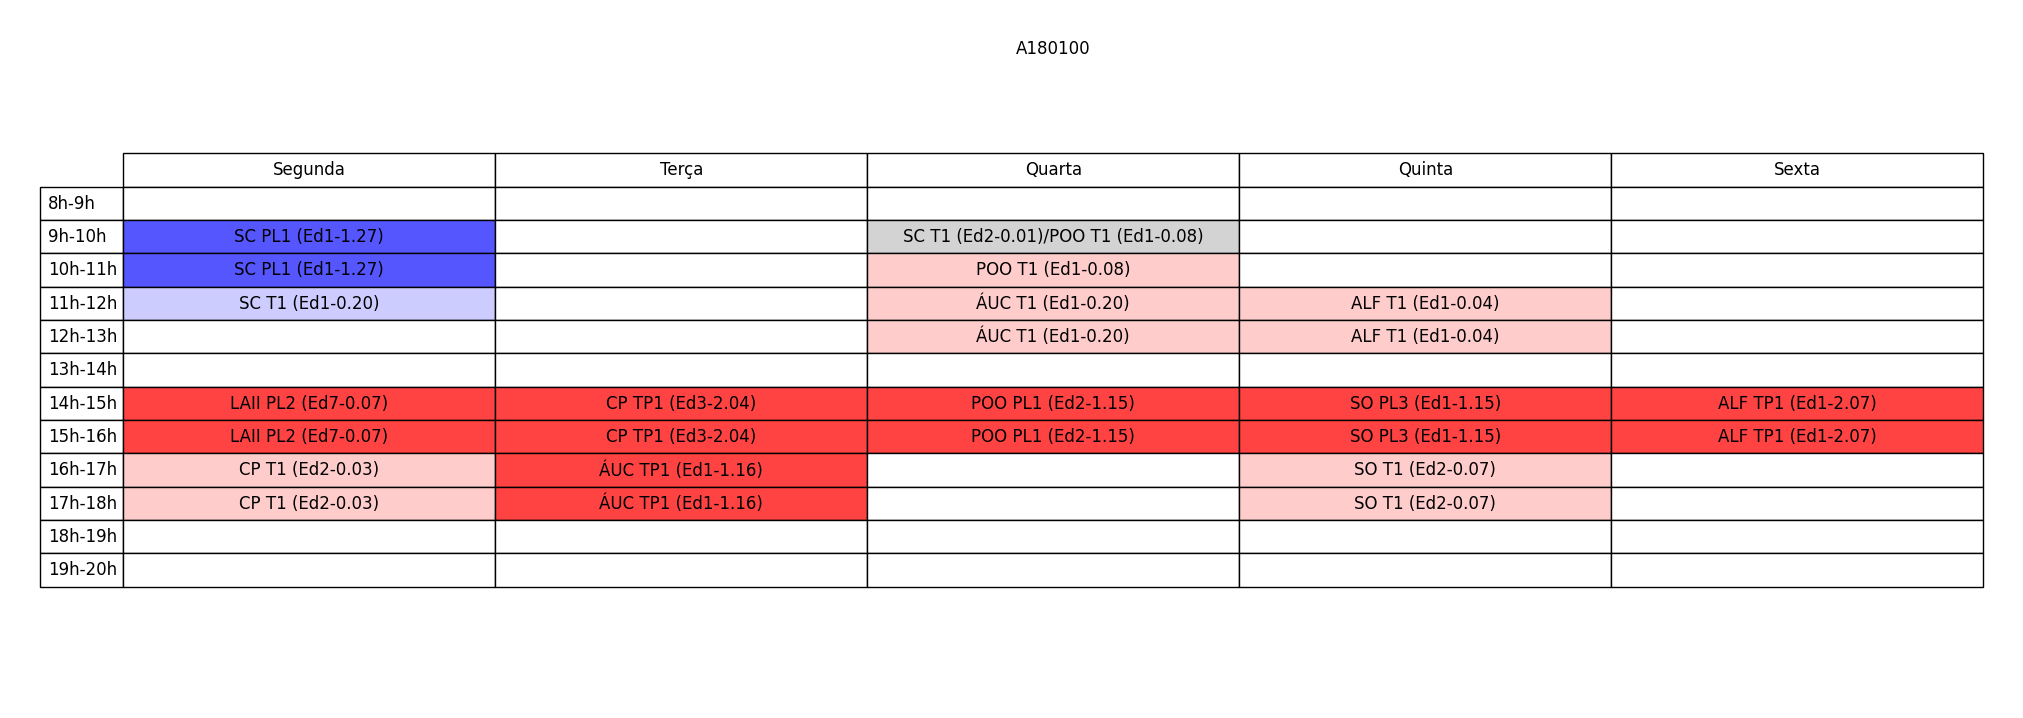 A180100
Segunda Terça Quarta Quinta Sexta
8h-9h
9h-10h SC PL1 (Ed1-1.27) SC T1 (Ed2-0.01)/POO T1 (Ed1-0.08)
10h-11h SC PL1 (Ed1-1.27) POO T1 (Ed1-0.08)
11h-12h SC T1 (Ed1-0.20) ÁUC T1 (Ed1-0.20) ALF T1 (Ed1-0.04)
12h-13h ÁUC T1 (Ed1-0.20) ALF T1 (Ed1-0.04)
13h-14h
14h-15h LAII PL2 (Ed7-0.07) CP TP1 (Ed3-2.04) POO PL1 (Ed2-1.15) SO PL3 (Ed1-1.15) ALF TP1 (Ed1-2.07)
15h-16h LAII PL2 (Ed7-0.07) CP TP1 (Ed3-2.04) POO PL1 (Ed2-1.15) SO PL3 (Ed1-1.15) ALF TP1 (Ed1-2.07)
16h-17h CP T1 (Ed2-0.03) ÁUC TP1 (Ed1-1.16) SO T1 (Ed2-0.07)
17h-18h CP T1 (Ed2-0.03) ÁUC TP1 (Ed1-1.16) SO T1 (Ed2-0.07)
18h-19h
19h-20h